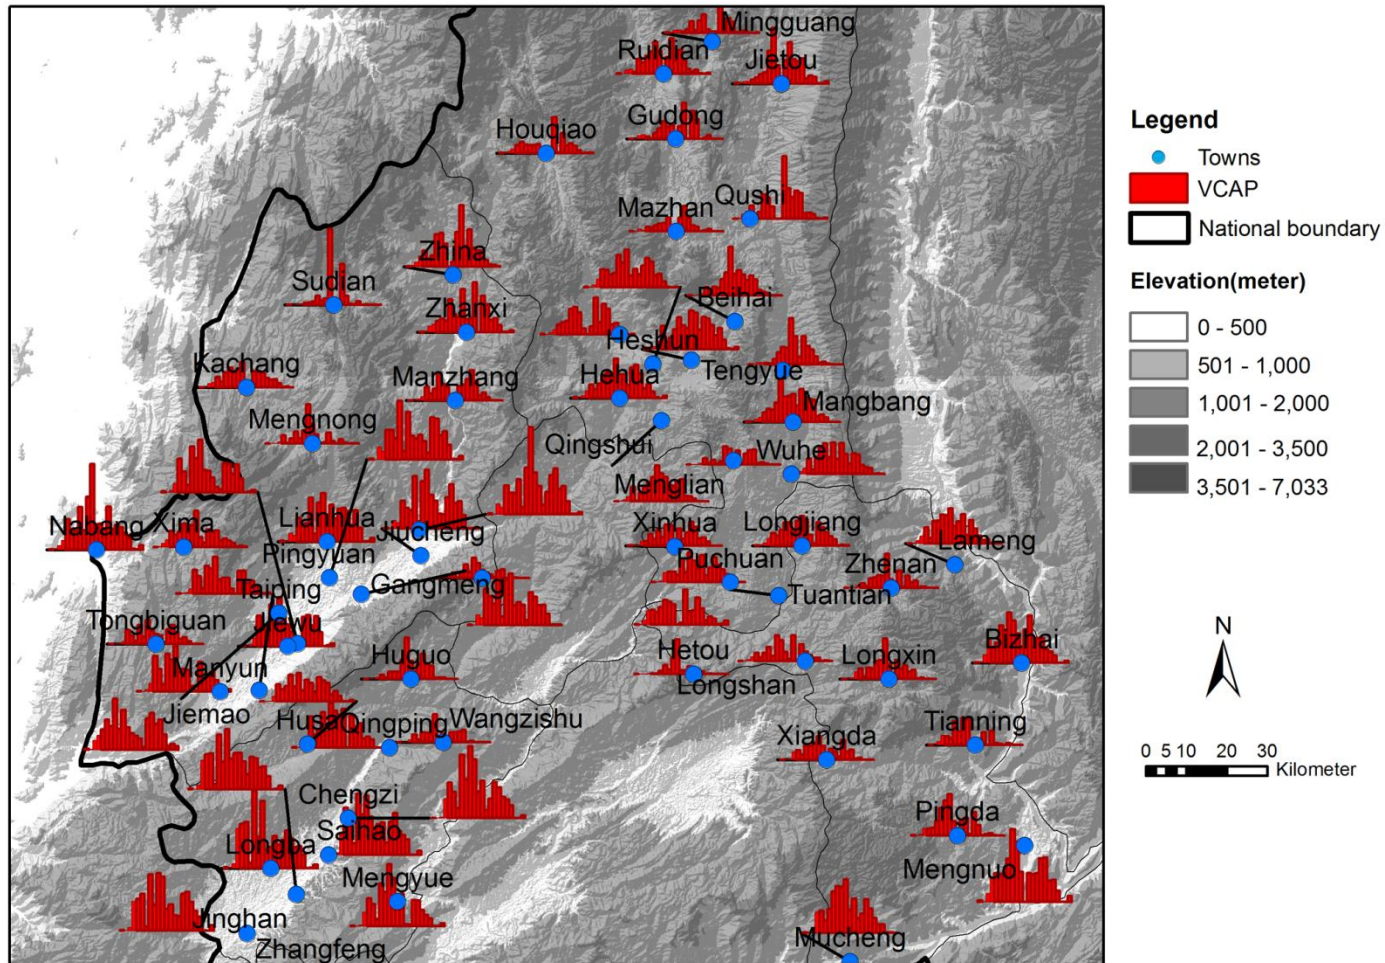 Mingguang
Ruidian
Jietou
Gudong
Houqiao
Qushi
Mazhan
Zhina
Sudian
Beihai
Zhanxi
Heshun
Kachang
Manzhang
Hehua
Tengyue
Mengnong
Mangbang
Qingshui
Wuhe
Menglian
Nabang
Xima
Lianhua
Jiucheng
Xinhua
Longjiang
Lameng
Pingyuan
Puchuan
Zhenan
Taiping
Gangmeng
Tuantian
Tongbiguan
Bizhai
Manyun
Huguo
Hetou
Longxin
Longshan
Jiemao
Husa
Qingping
Wangzishu
Tianning
Xiangda
Chengzi
Pingda
Saihao
Longba
Mengyue
Mengnuo
Jinghan
Mucheng
Zhangfeng
Legend
Towns
VCAP
National boundary
Elevation(meter)
0 - 500
501 - 1,000
1,001 - 2,000
2,001 - 3,500
3,501 - 7,033
N
0 5 10 20 30
Kilometer